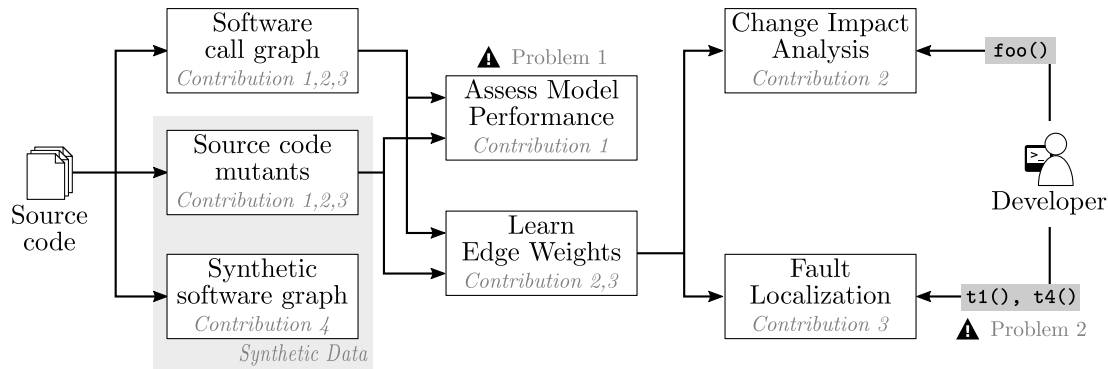 Source
code
Software
call graph
Contribution 1,2,3
Source code
mutants
Contribution 1,2,3
Synthetic
software graph
Contribution 4
Synthetic Data
Problem 1
Assess Model
Performance
Contribution 1
Learn
Edge Weights
Contribution 2,3
Change Impact
Analysis
Contribution 2
Fault
Localization
Contribution 3
foo()
>_
Developer
t1(), t4()
Problem 2